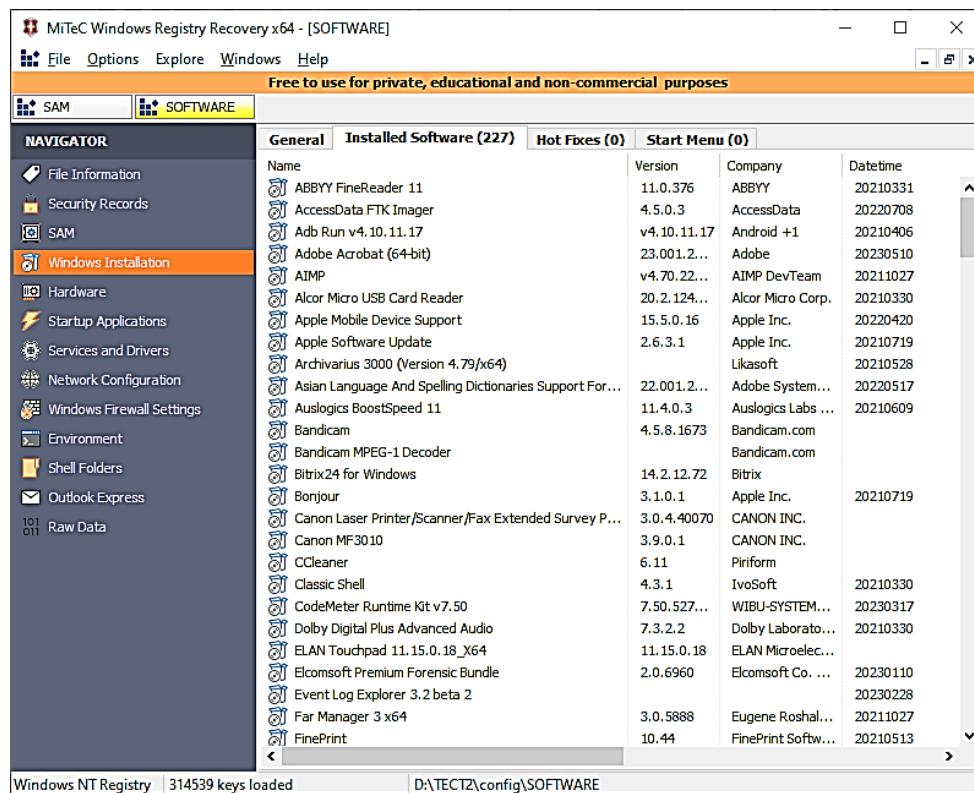 MiTeC Windows Registry Recovery x64 - [SOFTWARE]
File Options Explore Windows Help
Free to use for private, educational and non-commercial purposes
SAM SOFTWARE
NAVIGATOR
File Information
Security Records
SAM
Windows Installation
Hardware
Startup Applications
Services and Drivers
Network Configuration
Windows Firewall Settings
Environment
Shell Folders
Outlook Express
Raw Data
General Installed Software (227) Hot Fixes (0) Start Menu (0)
Name Version Company Datetime
ABBYY FineReader 11 11.0.376 ABBYY 20210331
AccessData FTK Imager 4.5.0.3 AccessData 20220708
Adb Run v4.10.11.17 v4.10.11.17 Android +1 20210406
Adobe Acrobat (64-bit) 23.001.2... Adobe 20230510
AIMP v4.70.22... AIMP DevTeam 20211027
Alcor Micro USB Card Reader 20.2.124... Alcor Micro Corp. 20210330
Apple Mobile Device Support 15.5.0.16 Apple Inc. 20220420
Apple Software Update 2.6.3.1 Apple Inc. 20210719
Archivarius 3000 (Version 4.79/x64) Likasoft 20210528
Asian Language And Spelling Dictionaries Support For... 22.001.2... Adobe System... 20220517
Auslogics BoostSpeed 11 11.4.0.3 Auslogics Labs ... 20210609
Bandicam 4.5.8.1673 Bandicam.com
Bandicam MPEG-1 Decoder Bandicam.com
Bitrix24 for Windows 14.2.12.72 Bitrix
Bonjour 3.1.0.1 Apple Inc. 20210719
Canon Laser Printer/Scanner/Fax Extended Survey P... 3.0.4.40070 CANON INC.
Canon MF3010 3.9.0.1 CANON INC.
CCleaner 6.11 Piriform
Classic Shell 4.3.1 IvoSoft 20210330
CodeMeter Runtime Kit v7.50 7.50.527... WIBU-SYSTEM... 20230317
Dolby Digital Plus Advanced Audio 7.3.2.2 Dolby Laborato... 20210330
ELAN Touchpad 11.15.0.18_X64 11.15.0.18 ELAN Microelec...
Elcomsoft Premium Forensic Bundle 2.0.6960 Elcomsoft Co. ... 20230110
Event Log Explorer 3.2 beta 2 20230228
Far Manager 3 x64 3.0.5888 Eugene Roshal... 20211027
FinePrint 10.44 FinePrint Softw... 20210513
Windows NT Registry 314539 keys loaded D:\TECT2\config\SOFTWARE